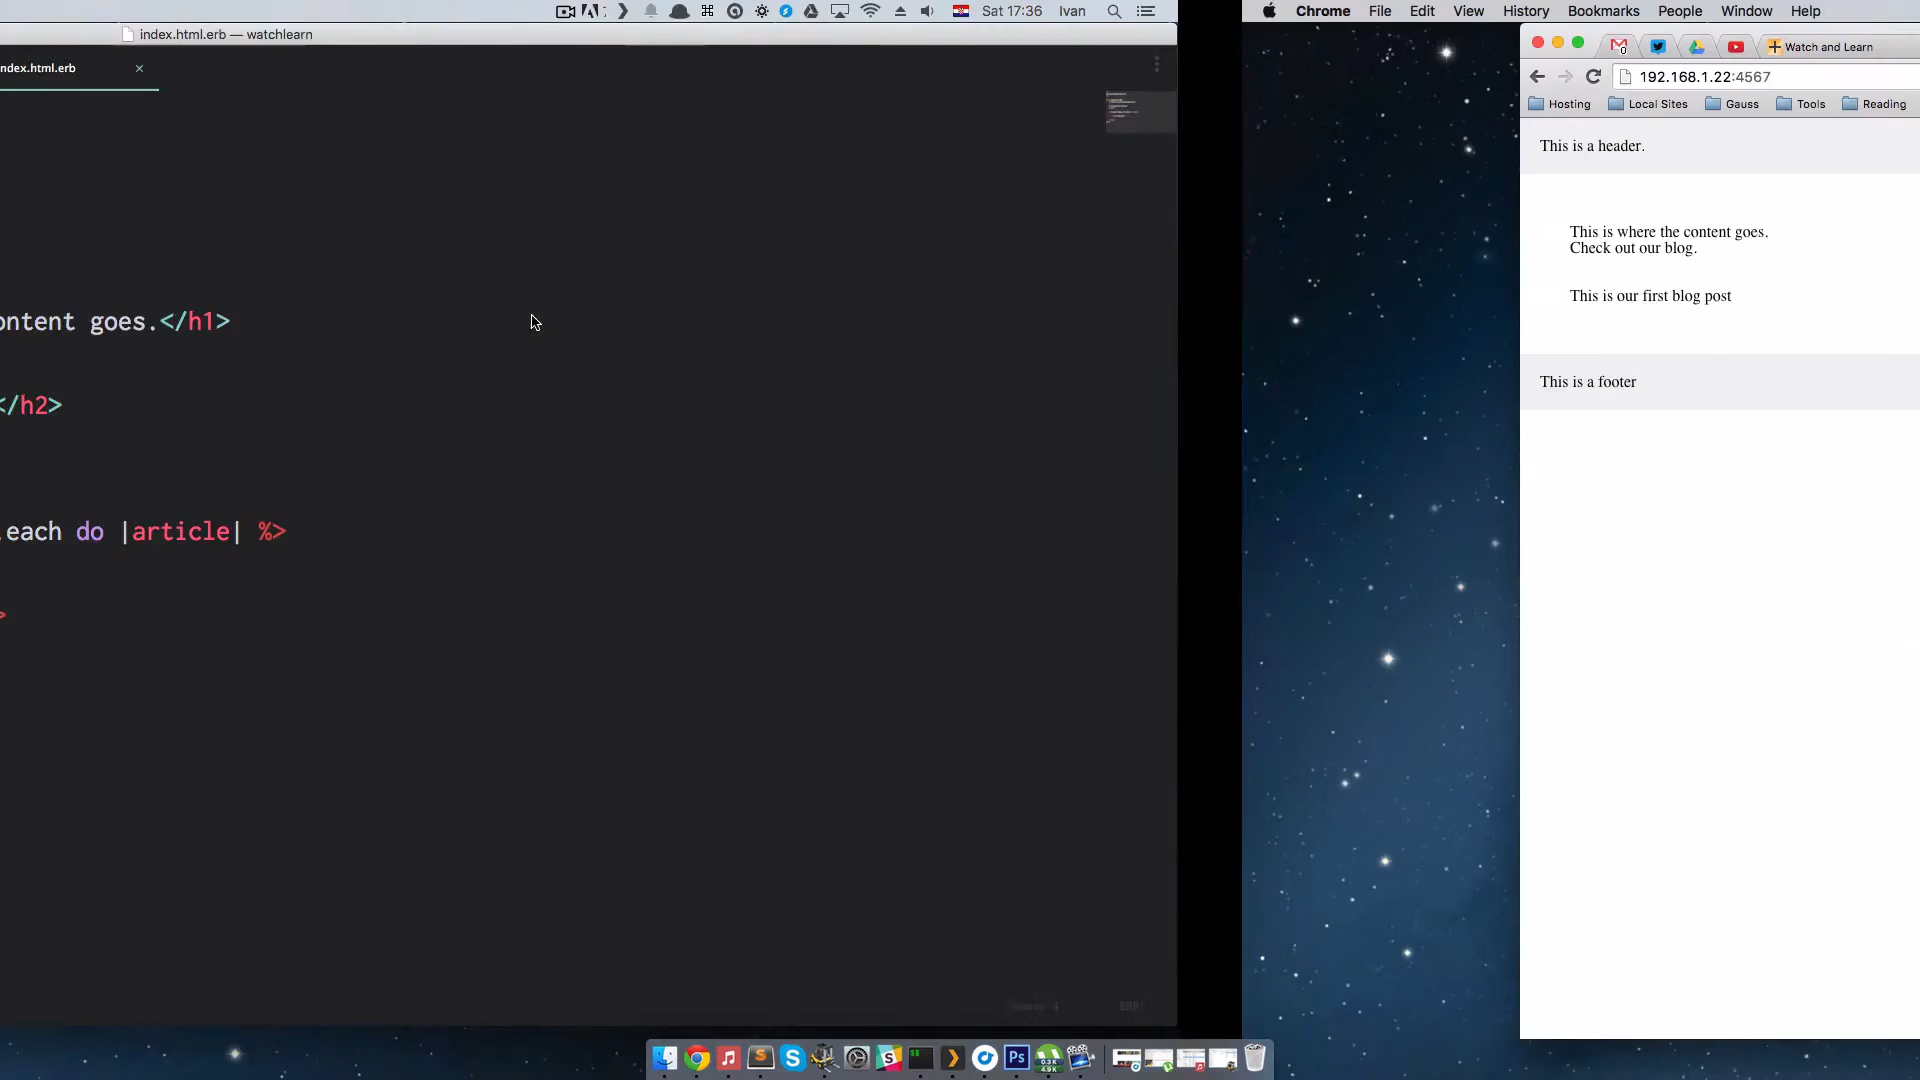 Sat 17:36 Ivan
index.html.erb — watchlearn
ndex.html.erb ×
ontent goes.</h1>
</h2>
.each do |article| %>
>
Chrome File Edit View History Bookmarks People Window Help
Watch and Learn
192.168.1.22:4567
Hosting Local Sites Gauss Tools Reading
This is a header.
This is where the content goes.
Check out our blog.
This is our first blog post
This is a footer